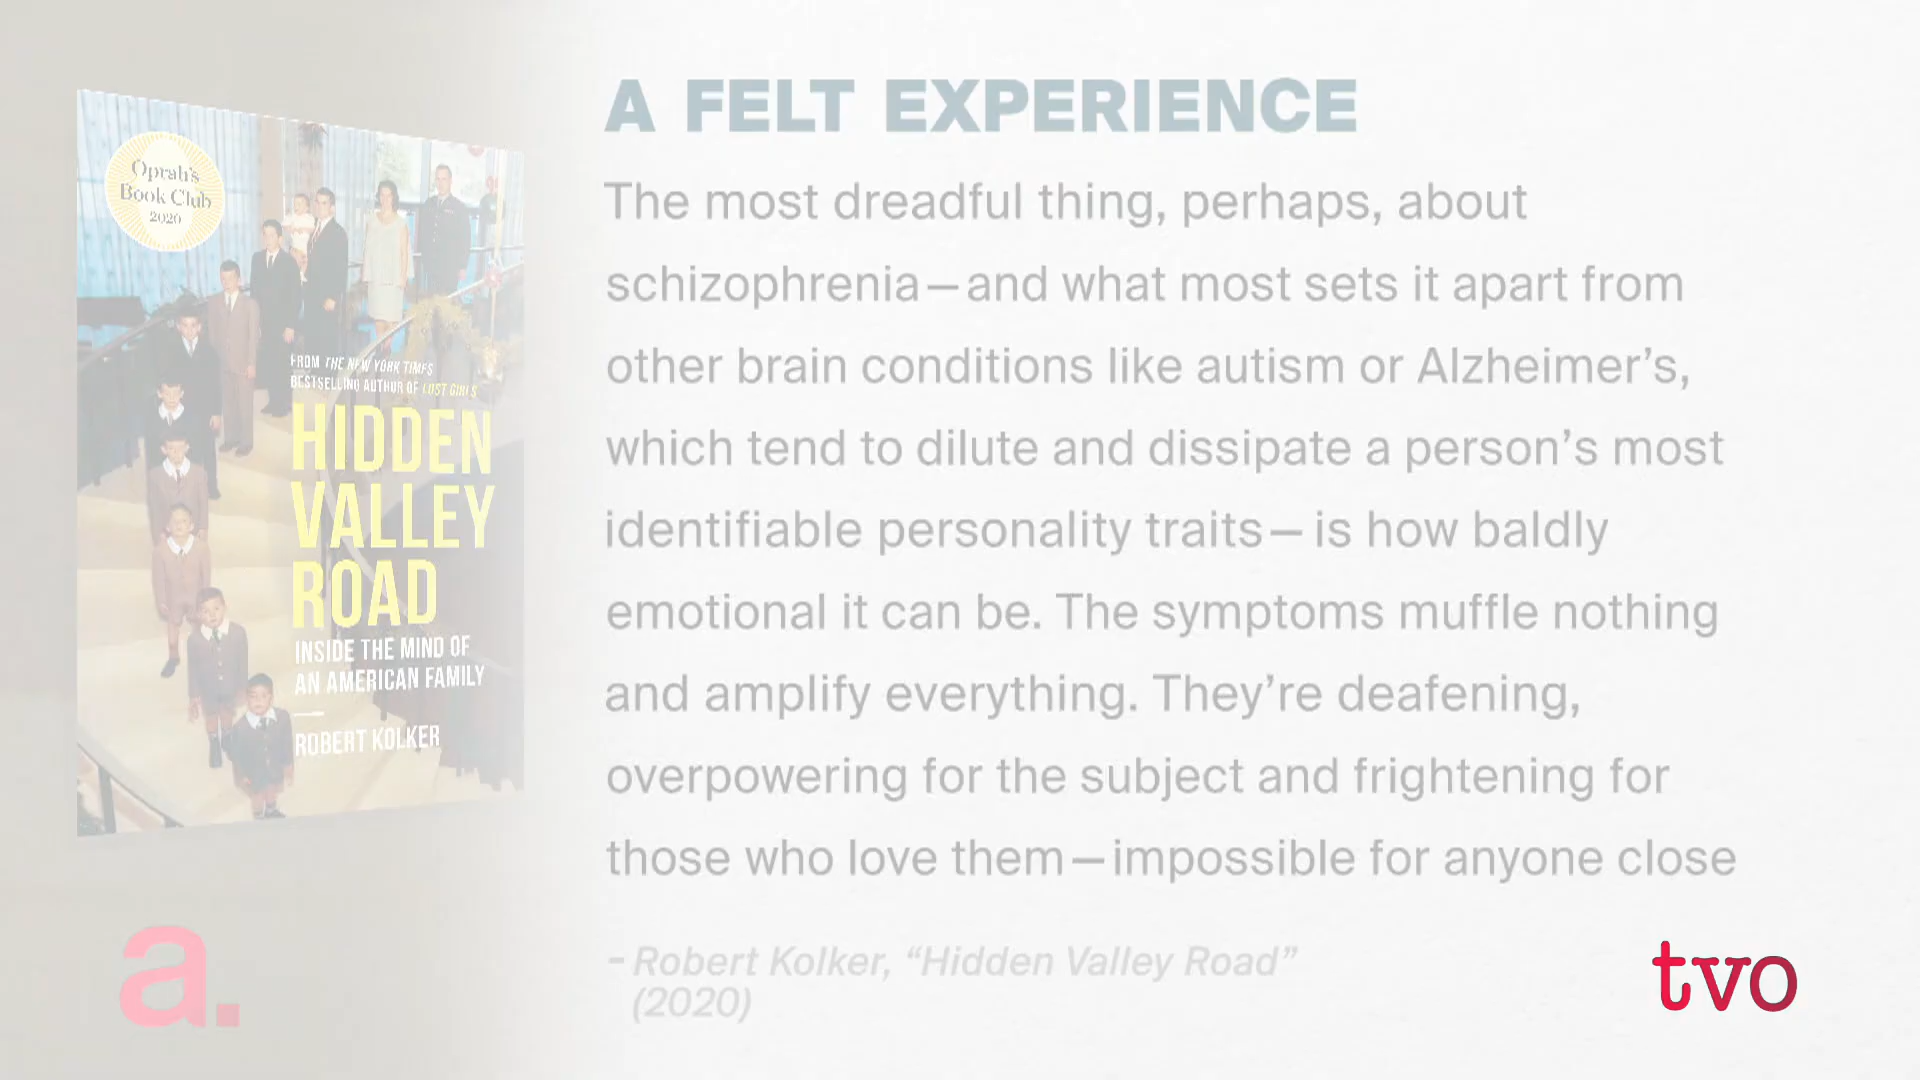 A FELT EXPERIENCE
The most dreadful thing, perhaps, about
schizophrenia—and what most sets it apart from
other brain conditions like autism or Alzheimer’s,
which tend to dilute and dissipate a person’s most
identifiable personality traits—is how baldly
emotional it can be. The symptoms muffle nothing
and amplify everything. They’re deafening,
overpowering for the subject and frightening for
those who love them—impossible for anyone close
- Robert Kolker, “Hidden Valley Road”
(2020)
Oprah's
Book Club
2020
FROM THE NEW YORK TIMES
BESTSELLING AUTHOR OF LOST GIRLS
HIDDEN
VALLEY
ROAD
INSIDE THE MIND OF
AN AMERICAN FAMILY
ROBERT KOLKER
a.
tvo